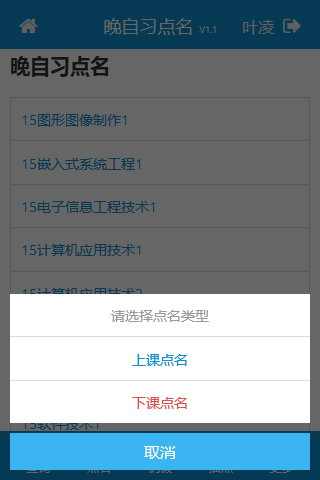 晚自习点名 V1.1 叶凌
晚自习点名
15图形图像制作1
15嵌入式系统工程1
15电子信息工程技术1
15计算机应用技术1
15计算机应用技术2
请选择点名类型
上课点名
下课点名
15软件技术1
取消